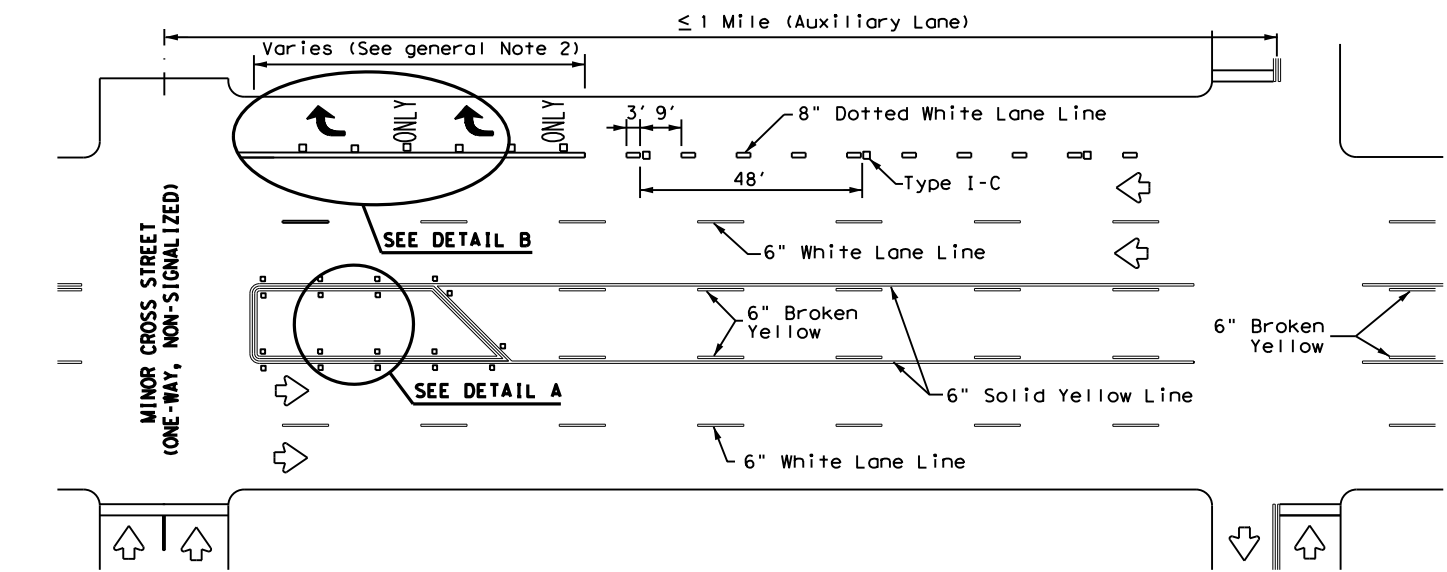 ≤ 1 Mile (Auxiliary Lane)
Varies (See general Note 2)
ONLY
ONLY
3' 9'
8" Dotted White Lane Line
48'
Type I-C
SEE DETAIL B
6" White Lane Line
MINOR CROSS STREET
(ONE-WAY, NON-SIGNALIZED)
6" Broken
Yellow
6" Broken
Yellow
SEE DETAIL A
6" Solid Yellow Line
6" White Lane Line